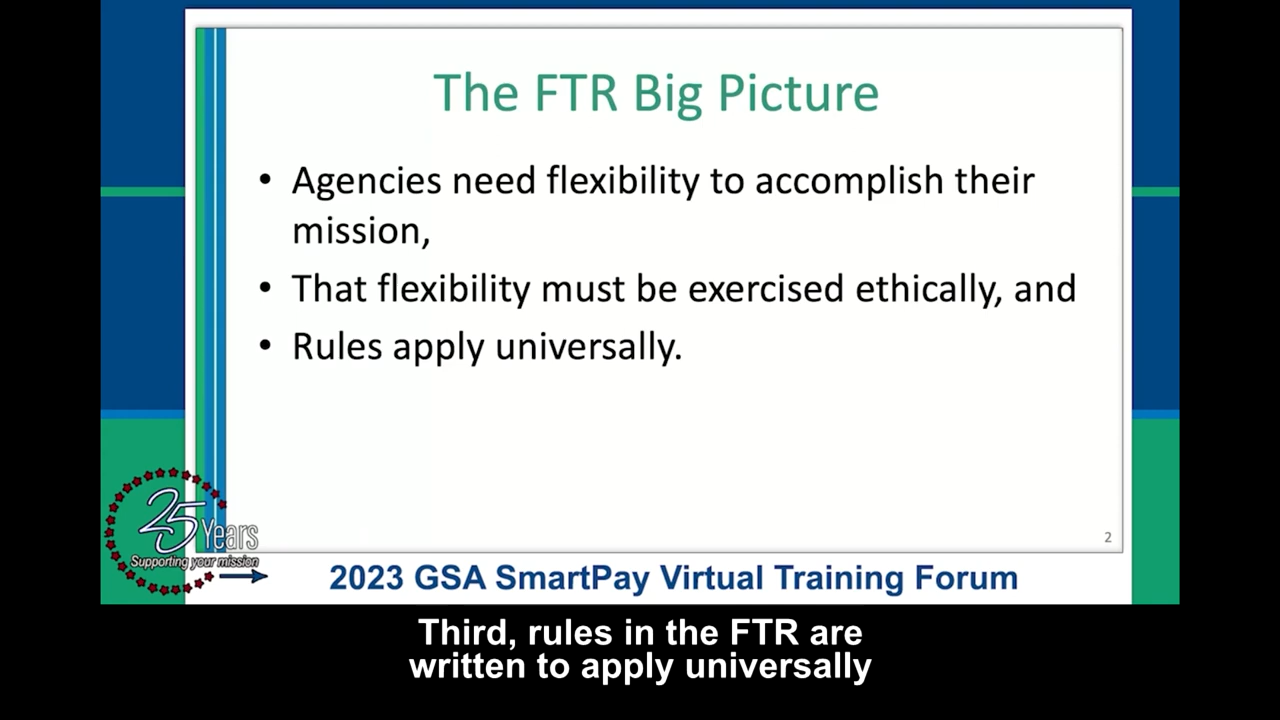 The FTR Big Picture
• Agencies need flexibility to accomplish their
mission,
• That flexibility must be exercised ethically, and
• Rules apply universally.
2
25 Years
Supporting your mission
2023 GSA SmartPay Virtual Training Forum
Third, rules in the FTR are
written to apply universally